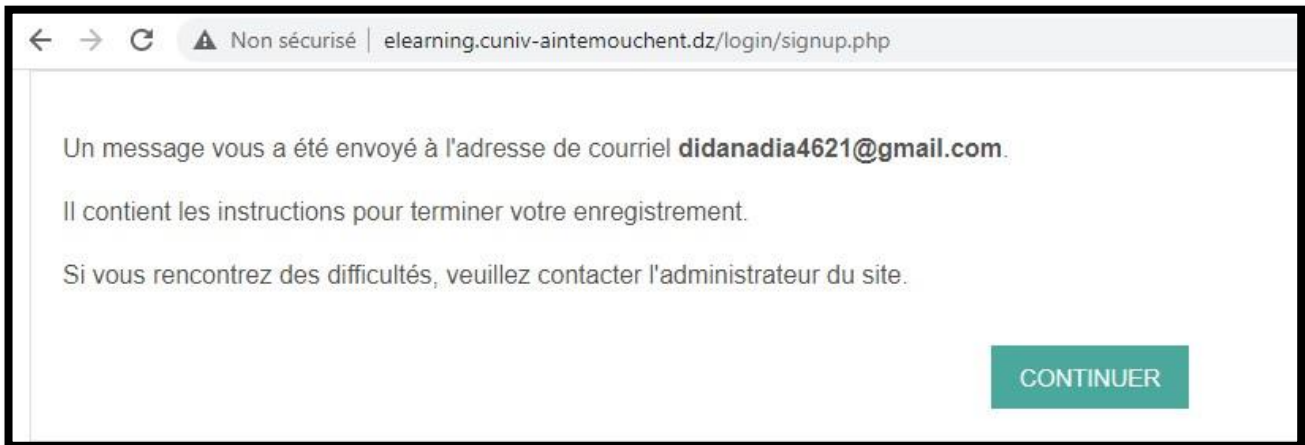 Non sécurisé | elearning.cuniv-aintemouchent.dz/login/signup.php
Un message vous a été envoyé à l'adresse de courriel didanadia4621@gmail.com.
Il contient les instructions pour terminer votre enregistrement.
Si vous rencontrez des difficultés, veuillez contacter l'administrateur du site.
CONTINUER